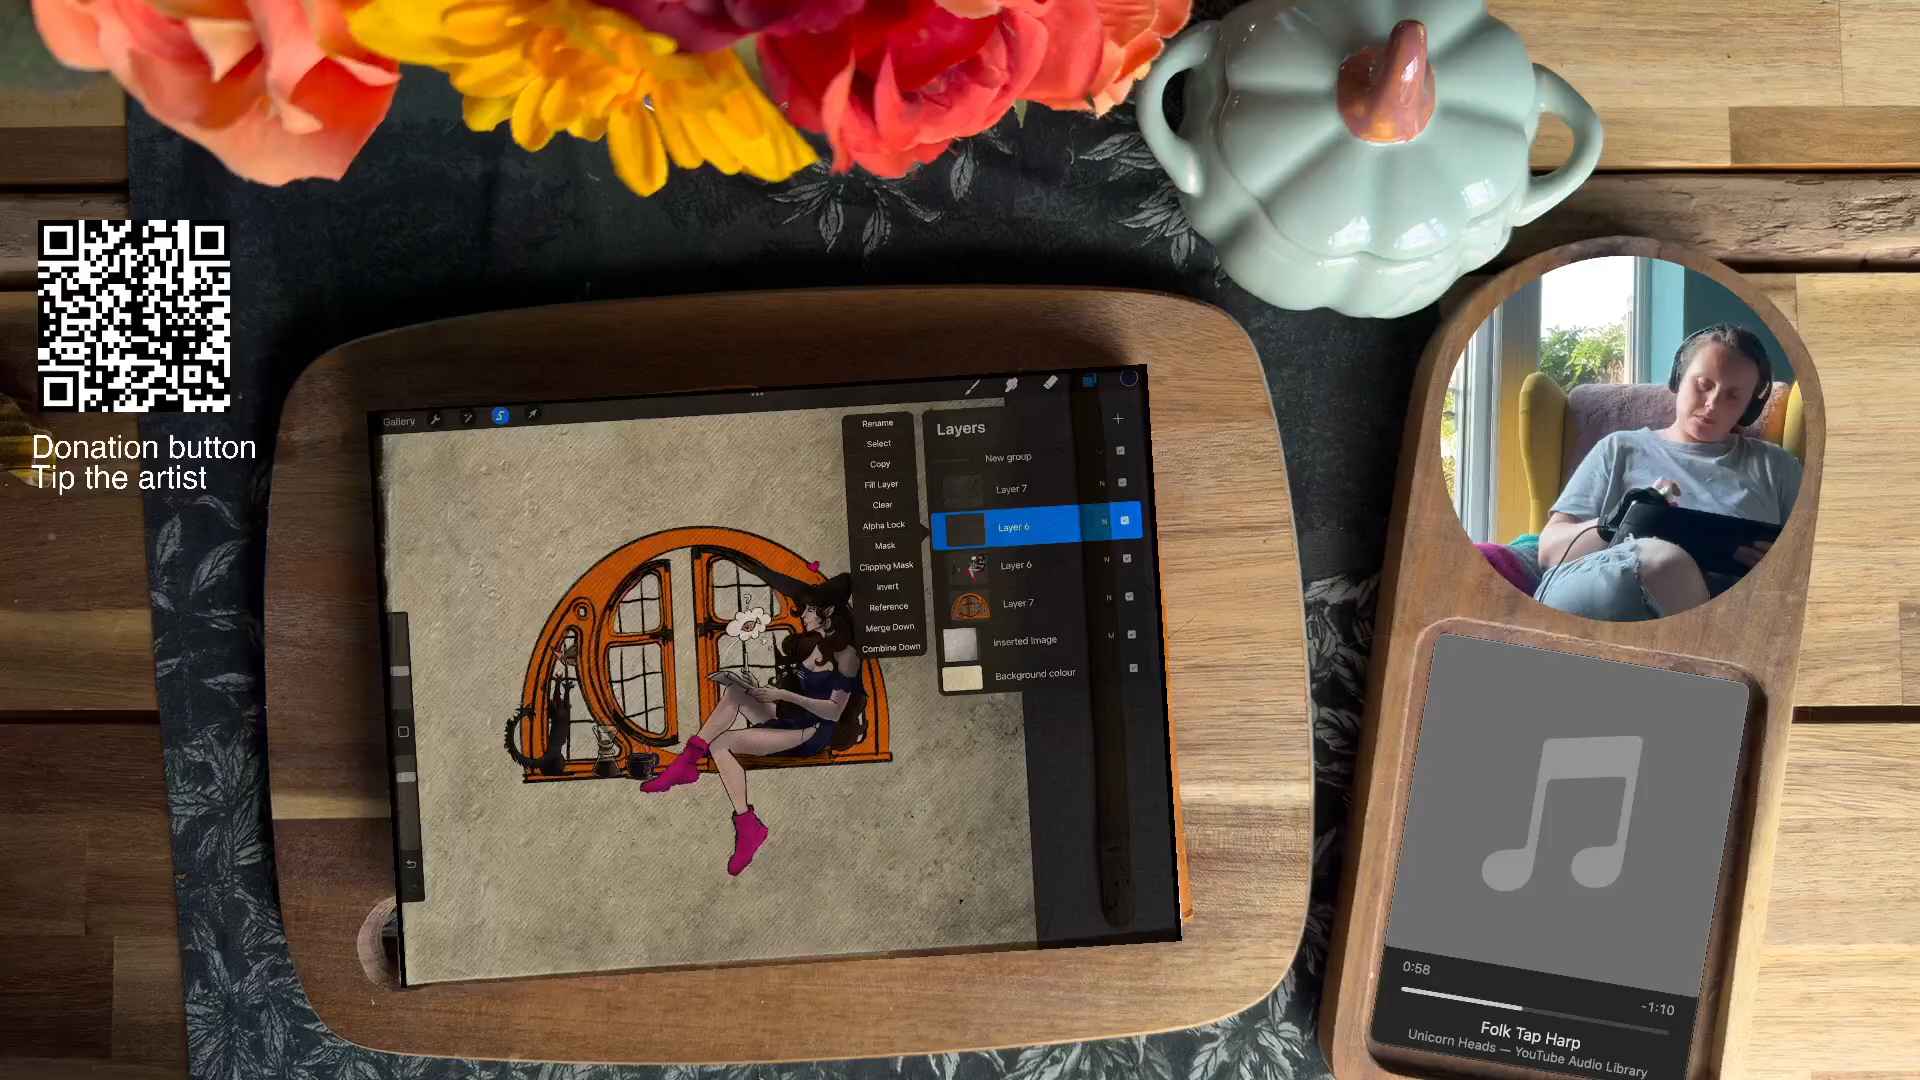 Donation button
Tip the artist
Gallery
Rename
Select
Copy
Fill Layer
Clear
Alpha Lock
Mask
Clipping Mask
Invert
Reference
Merge Down
Combine Down
Layers
+
New group
Layer 7
N
Layer 6
N
Layer 6
N
Layer 7
N
Inserted Image
M
Background colour
?
0:58
-1:10
Folk Tap Harp
Unicorn Heads — YouTube Audio Library